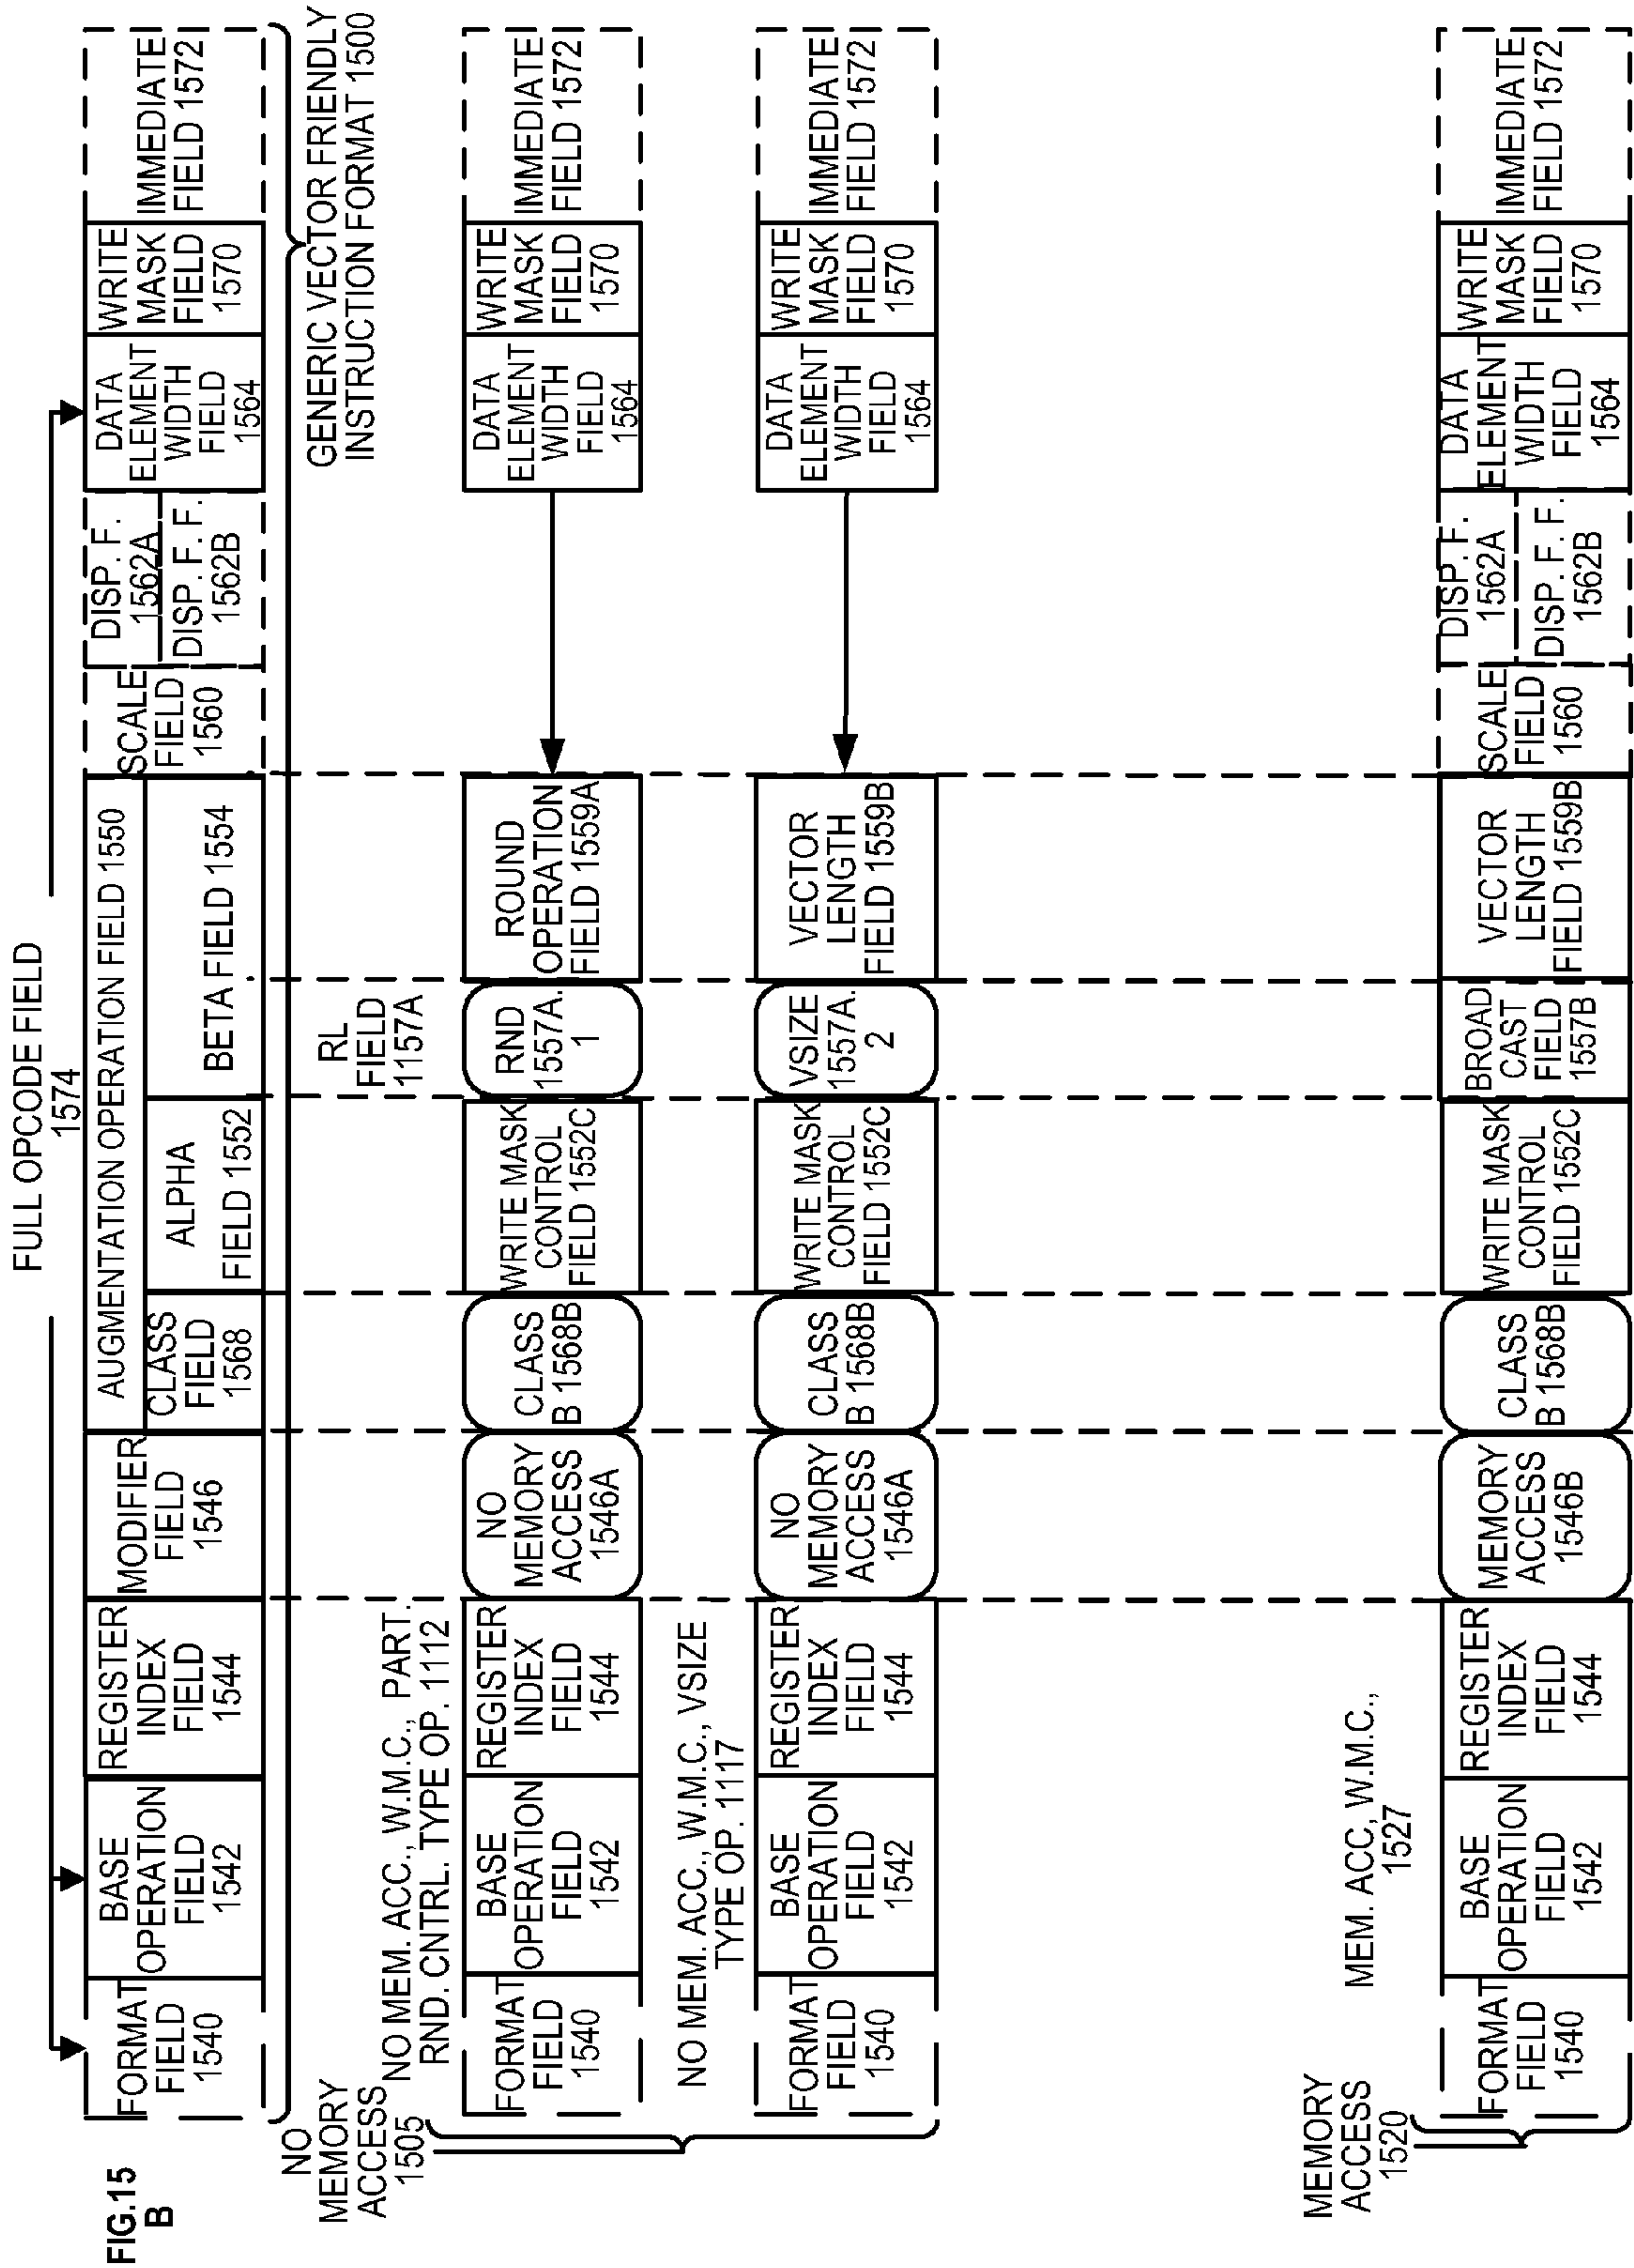 FIG.15
B
FULL OPCODE FIELD
1574
FORMAT
FIELD
1540
BASE
OPERATION
FIELD
1542
REGISTER
INDEX
FIELD
1544
MODIFIER
FIELD
1546
AUGMENTATION OPERATION FIELD 1550
CLASS
FIELD
1568
ALPHA
FIELD 1552
BETA FIELD 1554
SCALE
FIELD
1560
DISP. F.
1562A
DISP. F. F.
1562B
DATA
ELEMENT
WIDTH
FIELD
1564
WRITE
MASK
FIELD
1570
IMMEDIATE
FIELD 1572
GENERIC VECTOR FRIENDLY
INSTRUCTION FORMAT 1500
NO
MEMORY
ACCESS
1505
NO MEM. ACC., W.M.C., PART.
RND. CNTRL. TYPE OP. 1112
RL
FIELD
1157A
FORMAT
FIELD
1540
BASE
OPERATION
FIELD
1542
REGISTER
INDEX
FIELD
1544
NO
MEMORY
ACCESS
1546A
CLASS
B 1568B
WRITE MASK
CONTROL
FIELD 1552C
RND
1557A.
1
ROUND
OPERATION
FIELD 1559A
DATA
ELEMENT
WIDTH
FIELD
1564
WRITE
MASK
FIELD
1570
IMMEDIATE
FIELD 1572
NO MEM. ACC., W.M.C., VSIZE
TYPE OP. 1117
FORMAT
FIELD
1540
BASE
OPERATION
FIELD
1542
REGISTER
INDEX
FIELD
1544
NO
MEMORY
ACCESS
1546A
CLASS
B 1568B
WRITE MASK
CONTROL
FIELD 1552C
VSIZE
1557A.
2
VECTOR
LENGTH
FIELD 1559B
DATA
ELEMENT
WIDTH
FIELD
1564
WRITE
MASK
FIELD
1570
IMMEDIATE
FIELD 1572
MEMORY
ACCESS
1520
MEM. ACC, W.M.C.,
1527
FORMAT
FIELD
1540
BASE
OPERATION
FIELD
1542
REGISTER
INDEX
FIELD
1544
MEMORY
ACCESS
1546B
CLASS
B 1568B
WRITE MASK
CONTROL
FIELD 1552C
BROAD
CAST
FIELD
1557B
VECTOR
LENGTH
FIELD 1559B
SCALE
FIELD
1560
DISP. F.
1562A
DISP. F. F.
1562B
DATA
ELEMENT
WIDTH
FIELD
1564
WRITE
MASK
FIELD
1570
IMMEDIATE
FIELD 1572